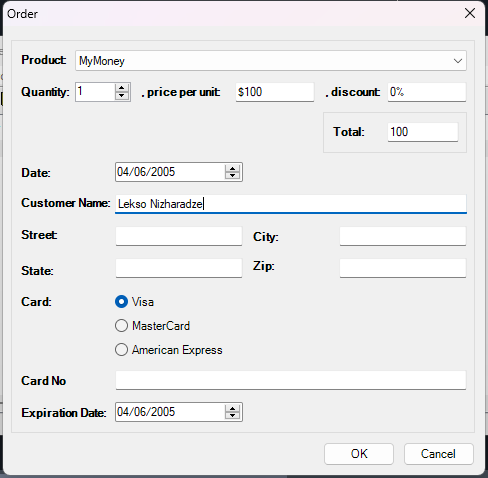 Order
Product: MyMoney
Quantity: 1 , price per unit: $100 , discount: 0%
Total: 100
Date: 04/06/2005
Customer Name: Lekso Nizharadze
Street: City:
State: Zip:
Card: Visa
MasterCard
American Express
Card No
Expiration Date: 04/06/2005
OK Cancel